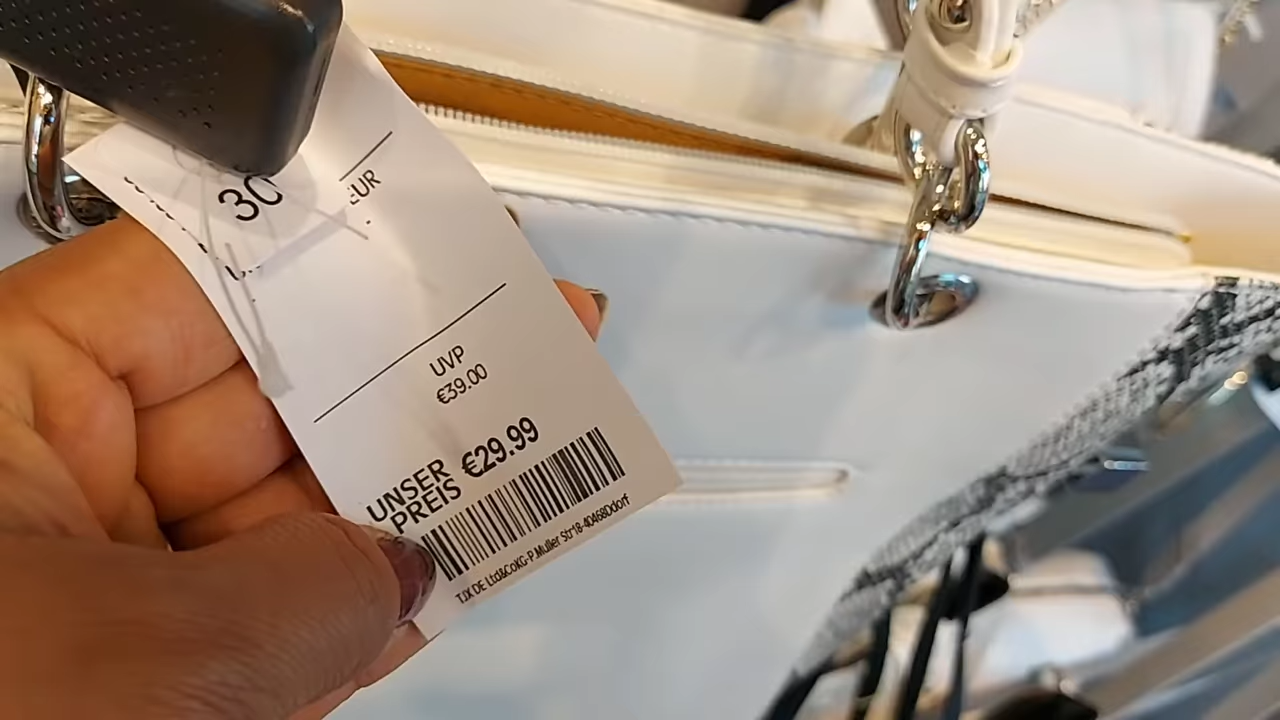 30
EUR
UVP
€39.00
UNSER
PREIS €29.99
TJX DE Ltd&CoKG-P.Muller Str18-40468Ddorf